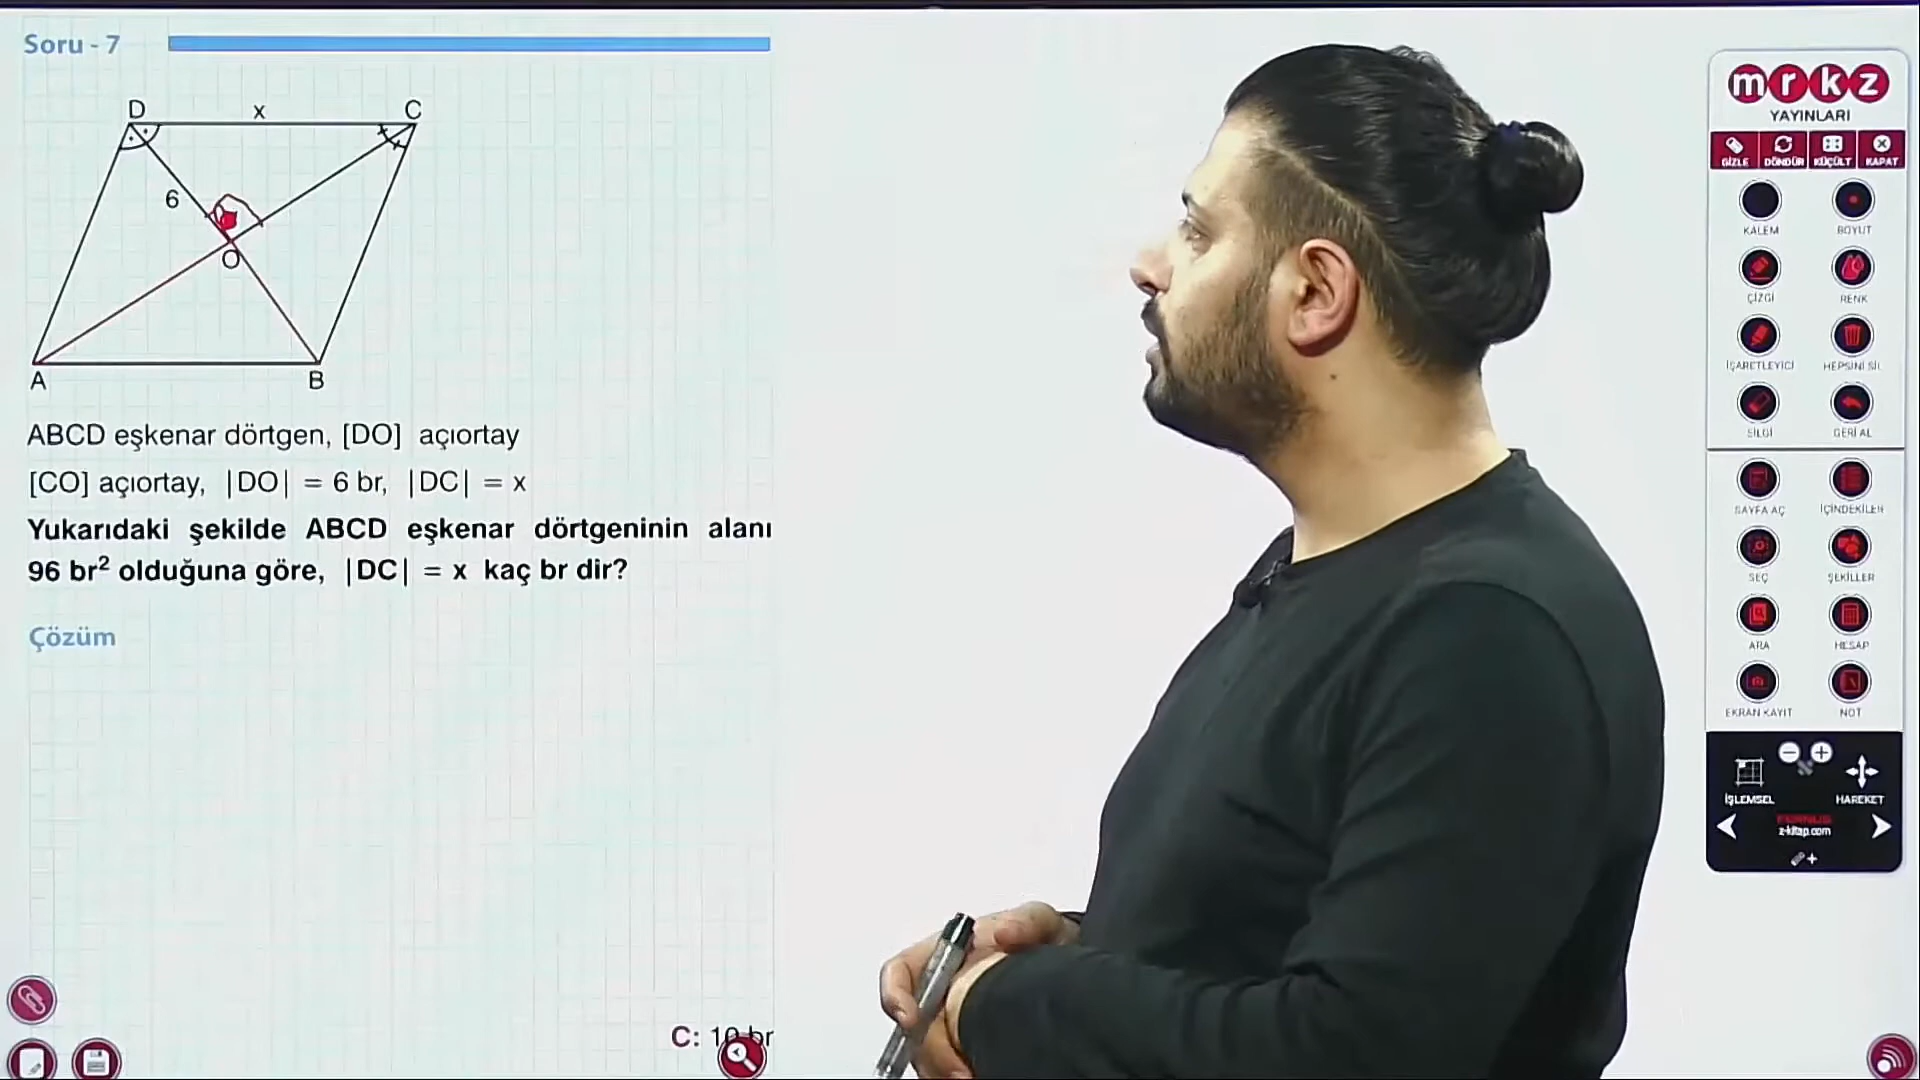 Soru - 7
D
x
C
6
O
A
B
ABCD eşkenar dörtgen, [DO] açıortay
[CO] açıortay, |DO| = 6 br, |DC| = x
Yukarıdaki şekilde ABCD eşkenar dörtgeninin alanı
96 br² olduğuna göre, |DC| = x kaç br dir?
Çözüm
C: 10 br
mrkz
YAYINLARI
GİZLE DÖNDÜR KÜÇÜLT KAPAT
KALEM BOYUT
ÇİZGİ RENK
İŞARETLEYİCİ HEPSİNİ SİL
SİLGİ GERİ AL
SAYFA AÇ İÇİNDEKİLER
SEÇ ŞEKİLLER
ARA HESAP
EKRAN KAYIT NOT
İŞLEMSEL HAREKET
FERNUS
z-kitap.com